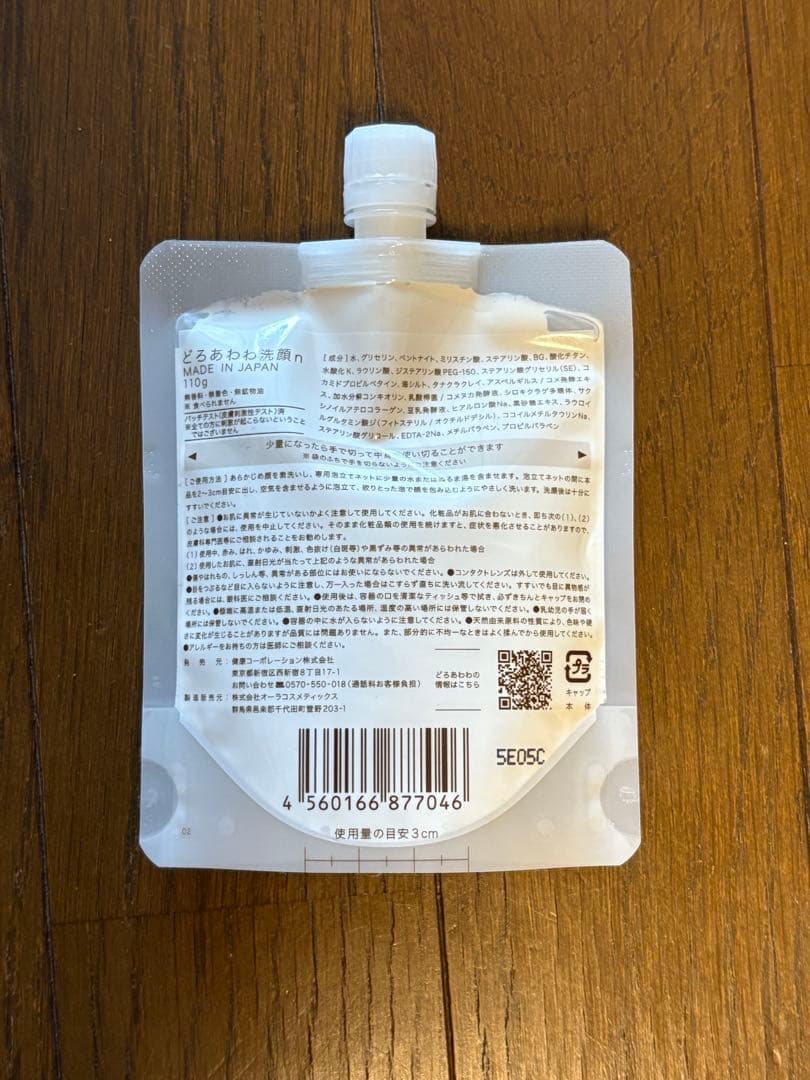 どろあわわ洗顔n
MADE IN JAPAN
110g
無香料・無着色・無鉱物油
※ 食べられません
パッチテスト(皮膚刺激性テスト)済
※全ての方に刺激が起こらないということ
ではございません
[成分]水、グリセリン、ベントナイト、ミリスチン酸、ステアリン酸、BG、酸化チタン、
水酸化K、ラウリン酸、ジステアリン酸PEG-150、ステアリン酸グリセリル(SE)、コ
カミドプロピルベタイン、海シルト、タナクラクレイ、アスペルギルス/コメ発酵エキ
ス、加水分解コンキオリン、乳酸桿菌/コメヌカ発酵液、シロキクラゲ多糖体、サク
シノイルアテロコラーゲン、豆乳発酵液、ヒアルロン酸Na、黒砂糖エキス、ラウロイ
ルグルタミン酸ジ(フィトステリル/オクチルドデシル)、ココイルメチルタウリンNa、
ステアリン酸グリコール、EDTA-2Na、メチルパラベン、プロピルパラベン
少量になったら手で切って中身を使い切ることができます
※ 袋のふちで手を切らないようにご注意ください
[ご使用方法]あらかじめ顔を素洗いし、専用泡立てネットに少量の水またはぬるま湯を含ませます。泡立てネットの間に本
品を2〜3cm目安に出し、空気を含ませるように泡立て、絞りとった泡で顔を包み込むようにやさしく洗います。洗顔後は十分に
すすいでください。
[ご注意]●お肌に異常が生じていないかよく注意して使用してください。化粧品がお肌に合わないとき、即ち次の(1)、(2)
のような場合には、使用を中止してください。そのまま化粧品類の使用を続けますと、症状を悪化させることがありますので、
皮膚科専門医等にご相談されることをお勧めします。
(1)使用中、赤み、はれ、かゆみ、刺激、色抜け(白斑等)や黒ずみ等の異常があらわれた場合
(2)使用したお肌に、直射日光が当たって上記のような異常があらわれた場合
●傷やはれもの、しっしん等、異常がある部位にはお使いにならないでください。●コンタクトレンズは外して使用してください。
●目をつぶるなど目に入らないように注意し、万一入った場合はこすらず直ちに洗い流してください。すすいでも目に異物感が
残る場合には、眼科医にご相談ください。●使用後は、容器の口を清潔なティッシュ等で拭き、必ずきちんとキャップをお閉め
ください。●極端に高温または低温、直射日光のあたる場所、湿度の高い場所には保管しないでください。●乳幼児の手が届く
場所には保管しないでください。●容器の中に水が入らないように注意してください。●天然由来原料の性質により、色味や硬
さに変化が生じることがありますが品質には問題ありません。また、部分的に不均一なときはよく揉んでから使用してください。
●アレルギーをお持ちの方は医師にご相談ください。
発 売 元:健康コーポレーション株式会社
東京都新宿区西新宿8丁目17-1
お問い合わせ☎0570-550-018(通話料お客様負担)
製造販売元:株式会社オーラコスメティックス
群馬県邑楽郡千代田町萱野203-1
どろあわわの
情報はこちら
プラ
キャップ
本 体
5E05C
4 560166 877046
02
使用量の目安3cm